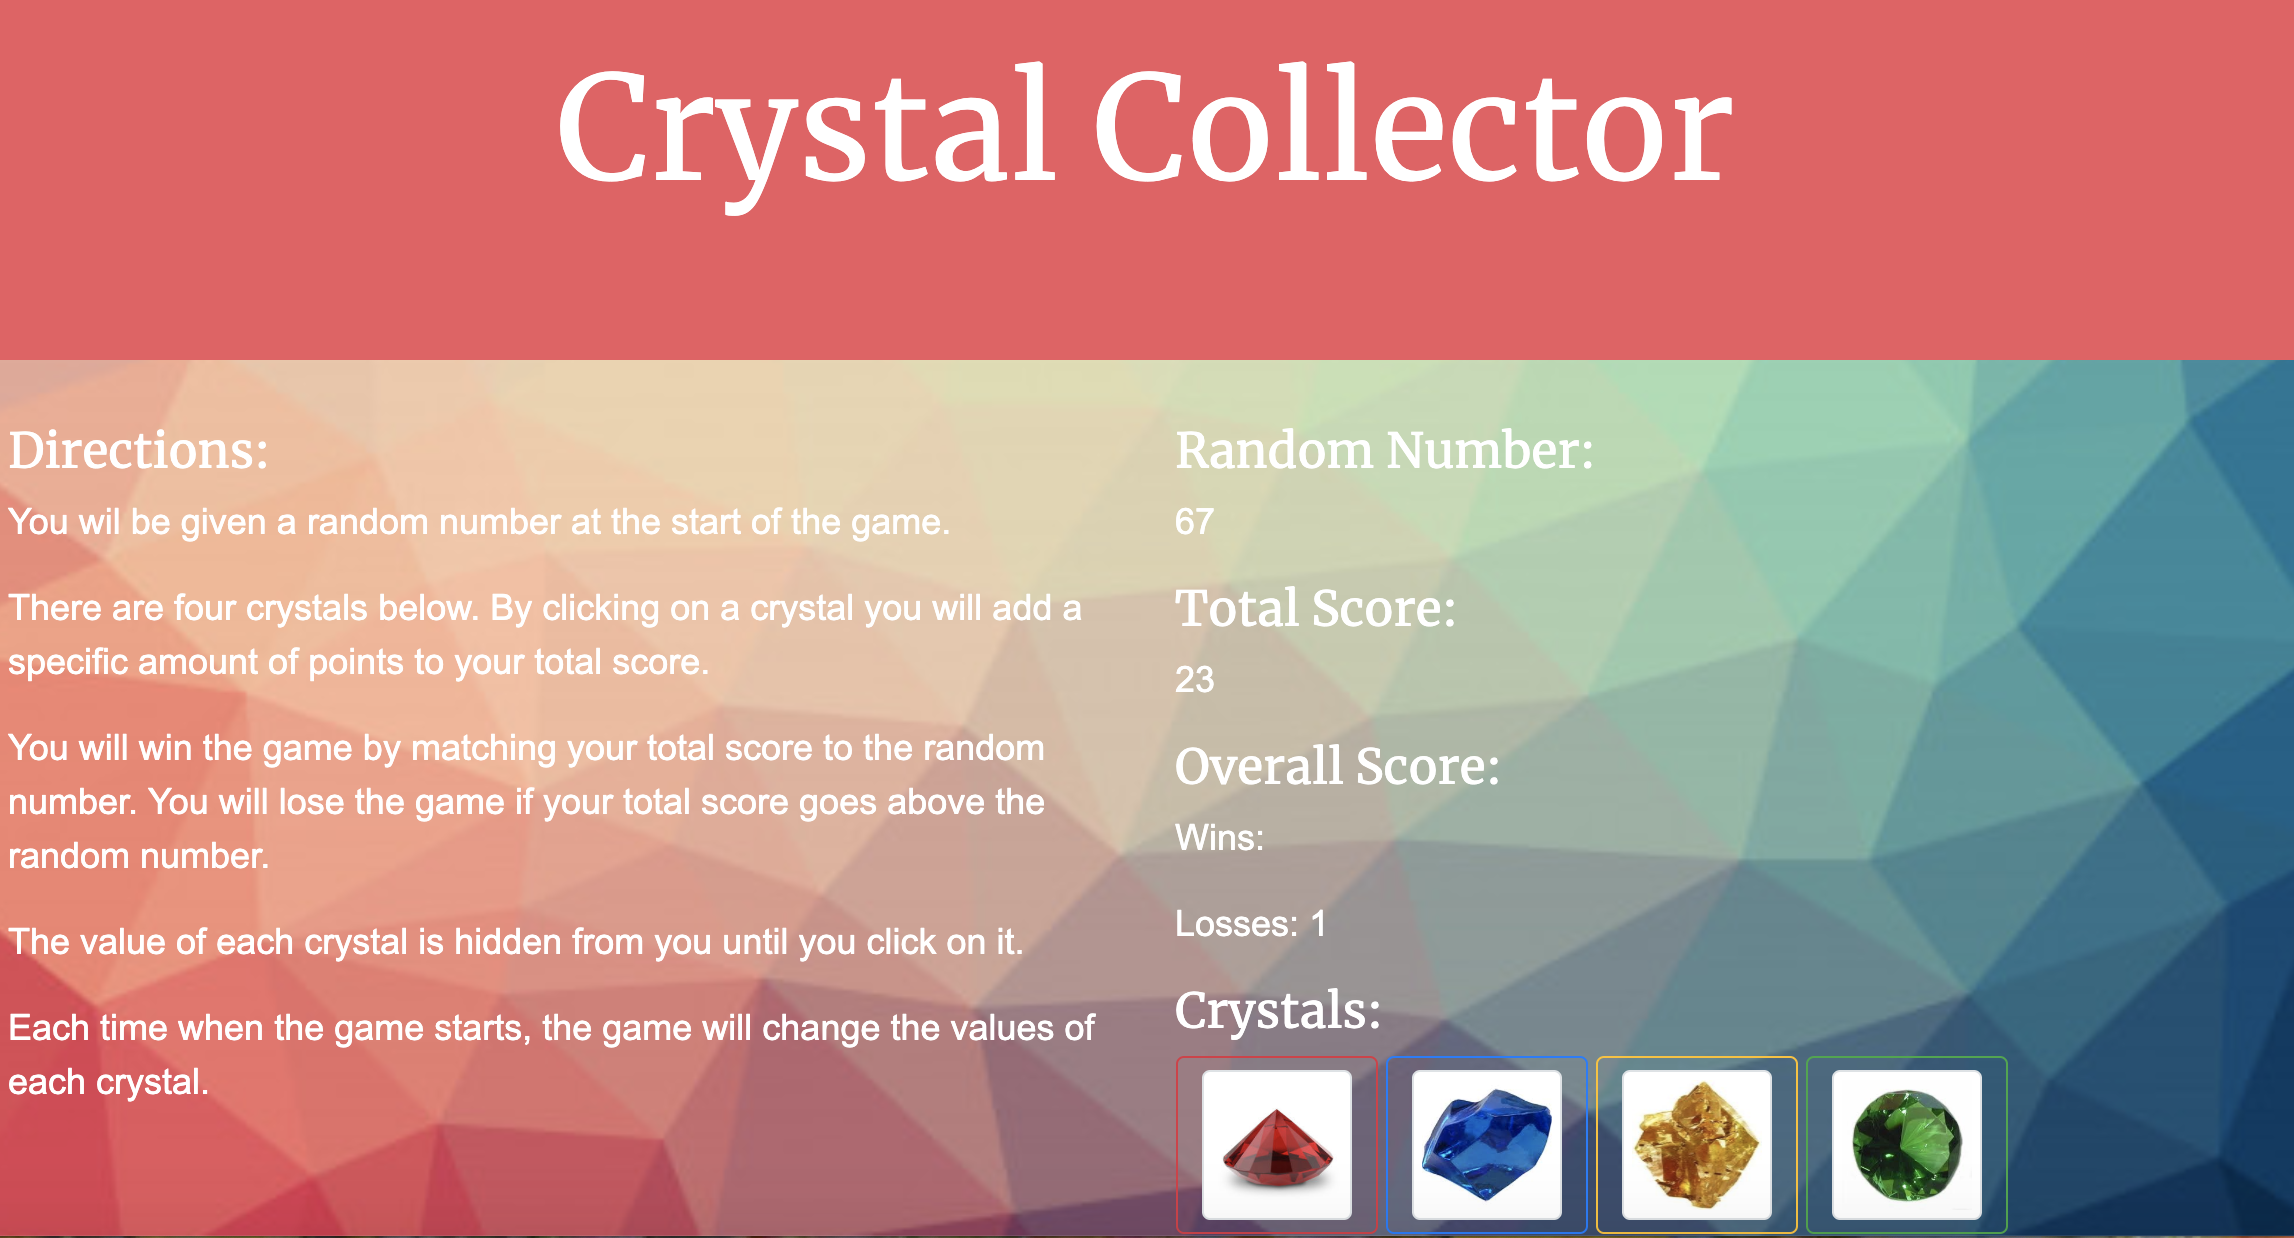 Crystal Collector
Directions:
You wil be given a random number at the start of the game.
There are four crystals below. By clicking on a crystal you will add a
specific amount of points to your total score.
You will win the game by matching your total score to the random
number. You will lose the game if your total score goes above the
random number.
The value of each crystal is hidden from you until you click on it.
Each time when the game starts, the game will change the values of
each crystal.
Random Number:
67
Total Score:
23
Overall Score:
Wins:
Losses: 1
Crystals: